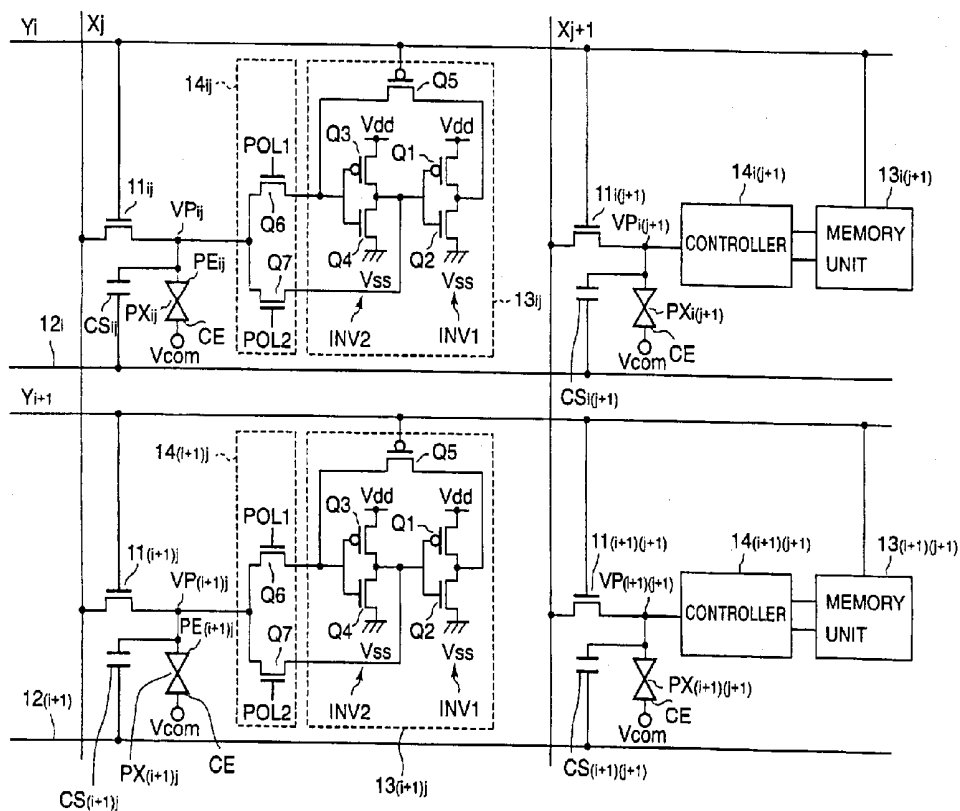 Yi
Xj
Xj+1
14ij
Q5
Vdd
Vdd
Q3
Q1
POL1
14i(j+1)
13i(j+1)
11ij
11i(j+1)
VPij
VPi(j+1)
Q6
CONTROLLER
MEMORY
UNIT
Q7
Q4
Q2
PEij
PXij
CSij
Vss
Vss
13ij
PXi(j+1)
CE
POL2
INV2
INV1
CE
12i
Vcom
Vcom
CSi(j+1)
Yi+1
14(i+1)j
Q5
Vdd
Vdd
Q3
Q1
POL1
14(i+1)(j+1)
13(i+1)(j+1)
11(i+1)j
11(i+1)(j+1)
VP(i+1)j
VP(i+1)(j+1)
Q6
CONTROLLER
MEMORY
UNIT
Q7
Q4
Q2
PE(i+1)j
Vss
Vss
PX(i+1)(j+1)
CE
12(i+1)
POL2
INV2
INV1
Vcom
Vcom
CS(i+1)j
PX(i+1)j
CE
13(i+1)j
CS(i+1)(j+1)